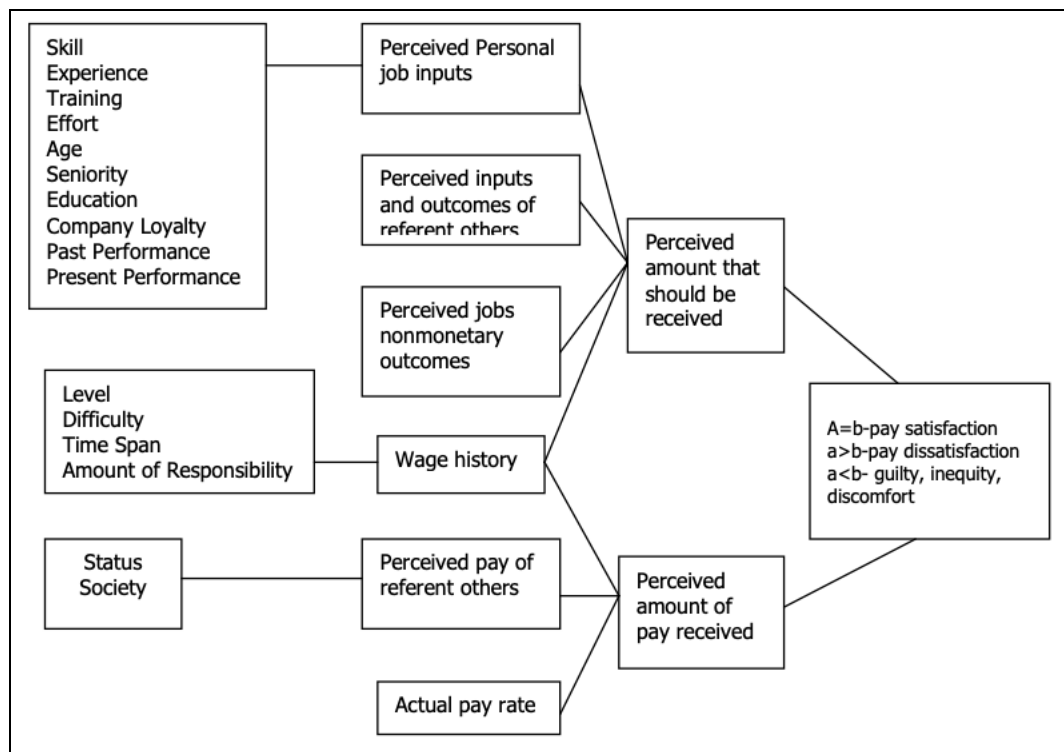 Skill
Experience
Training
Effort
Age
Seniority
Education
Company Loyalty
Past Performance
Present Performance
Perceived Personal
job inputs
Perceived inputs
and outcomes of
referent others
Perceived jobs
nonmonetary
outcomes
Perceived
amount that
should be
received
Level
Difficulty
Time Span
Amount of Responsibility
Wage history
A=b-pay satisfaction
a>b-pay dissatisfaction
a<b- guilty, inequity,
discomfort
Status
Society
Perceived pay of
referent others
Perceived
amount of
pay received
Actual pay rate